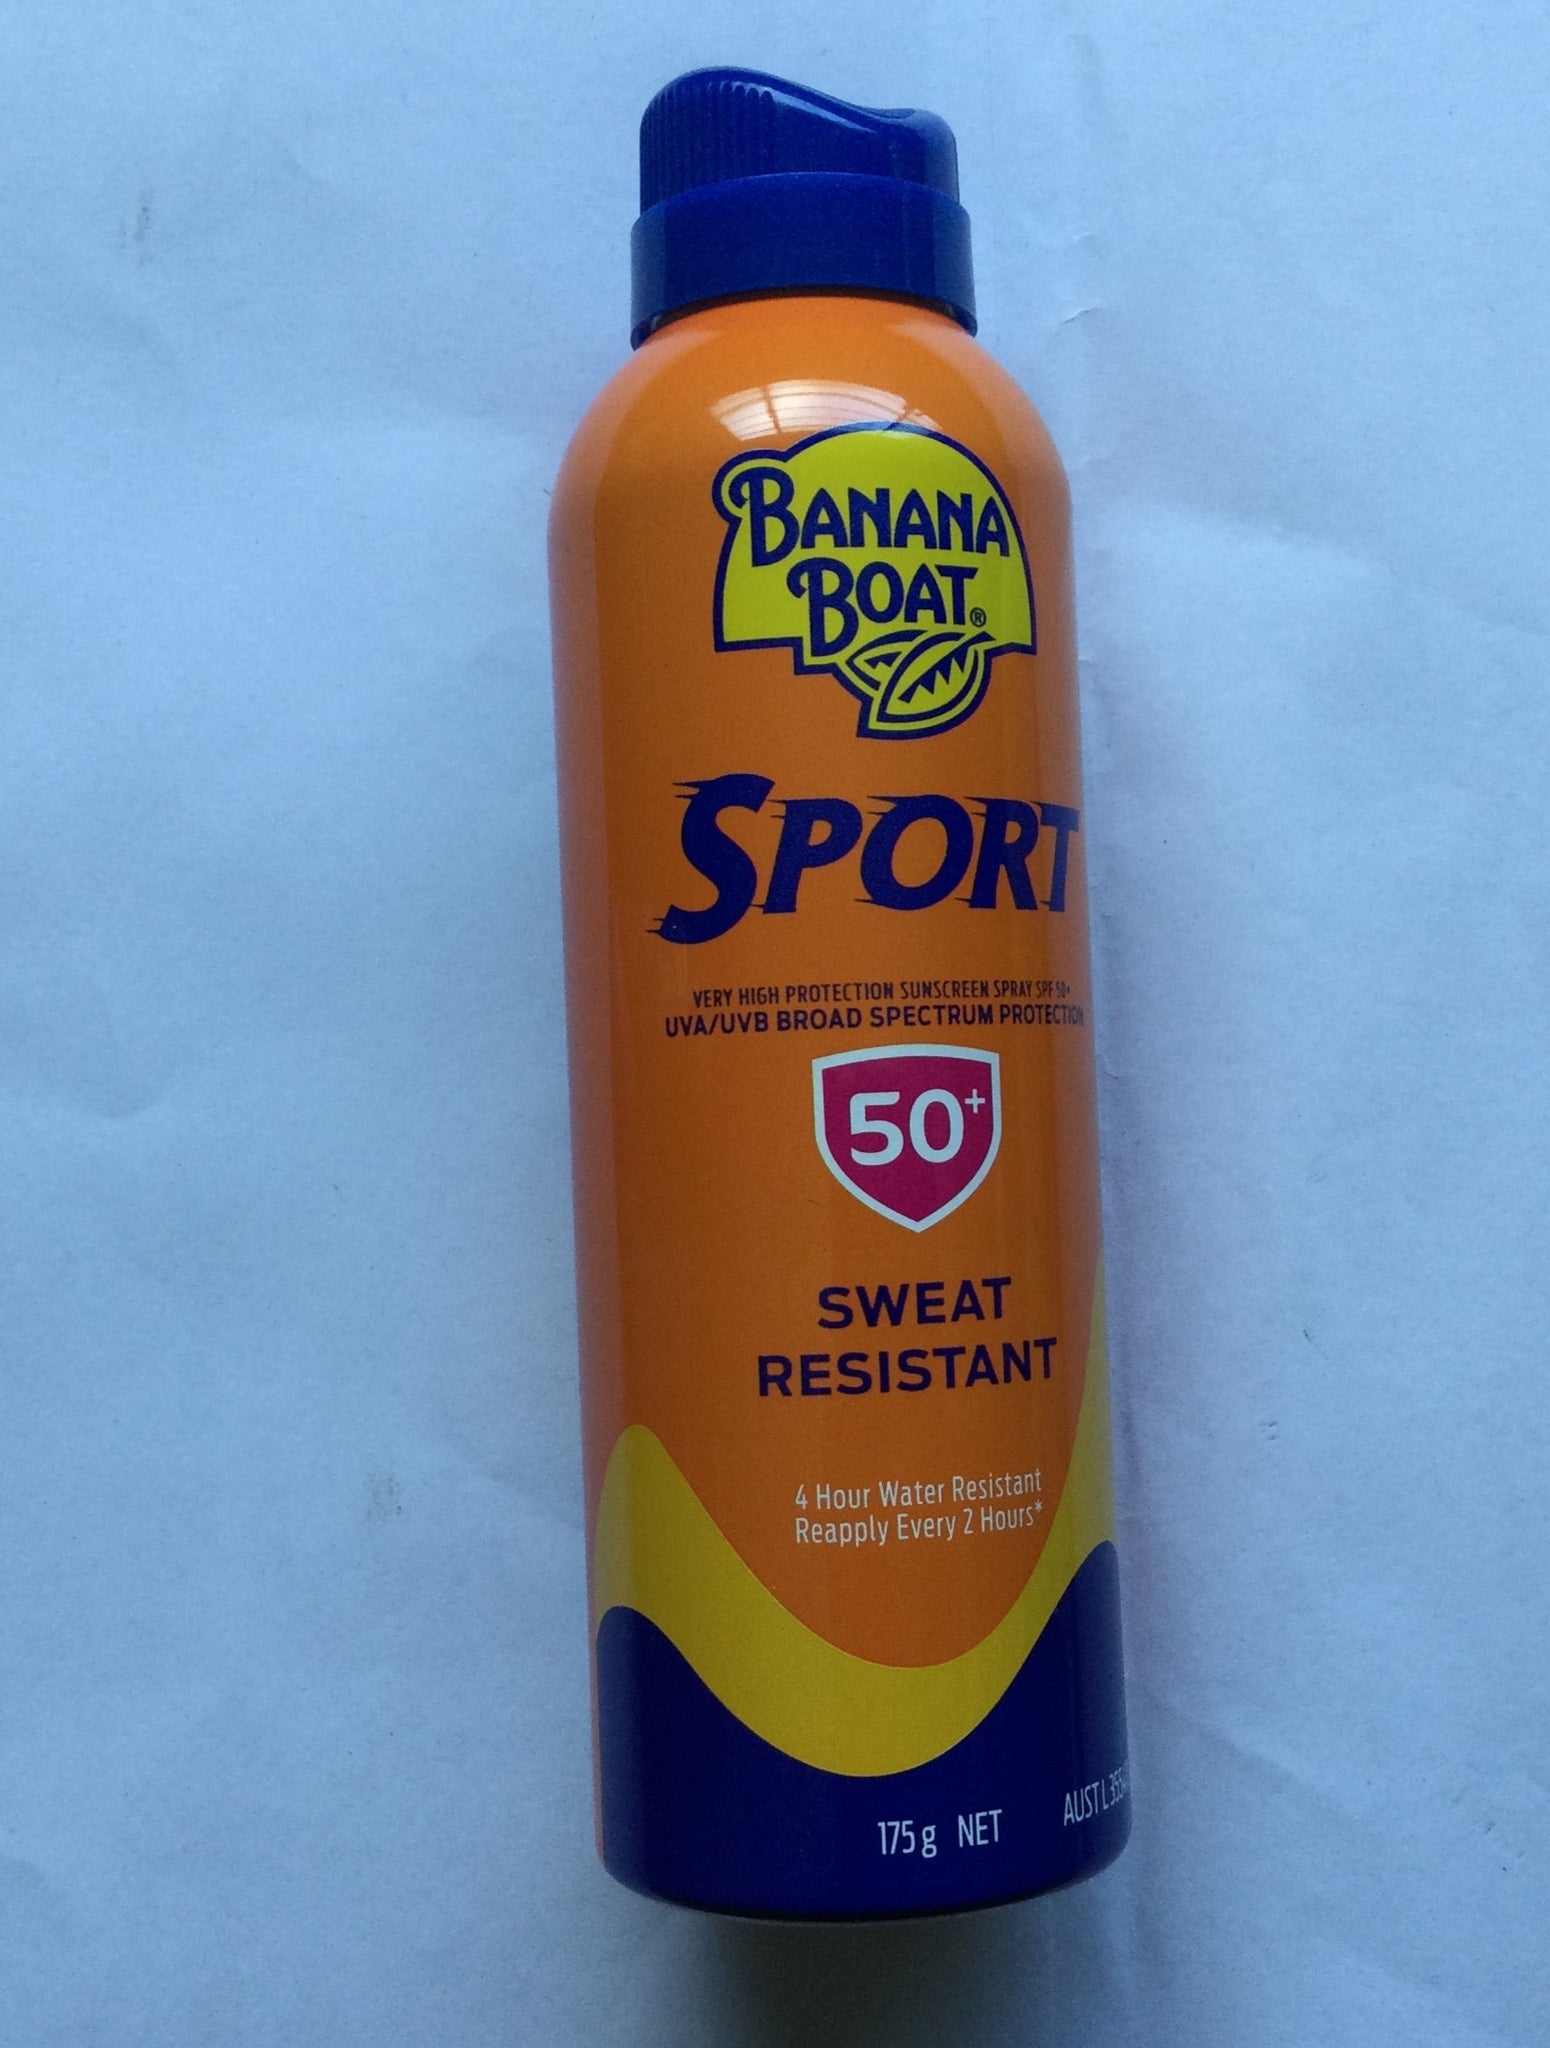 BANANA
BOAT®
SPORT
VERY HIGH PROTECTION SUNSCREEN SPRAY SPF 50+
UVA/UVB BROAD SPECTRUM PROTECTION
50+
SWEAT
RESISTANT
4 Hour Water Resistant
Reapply Every 2 Hours*
175g NET AUST L